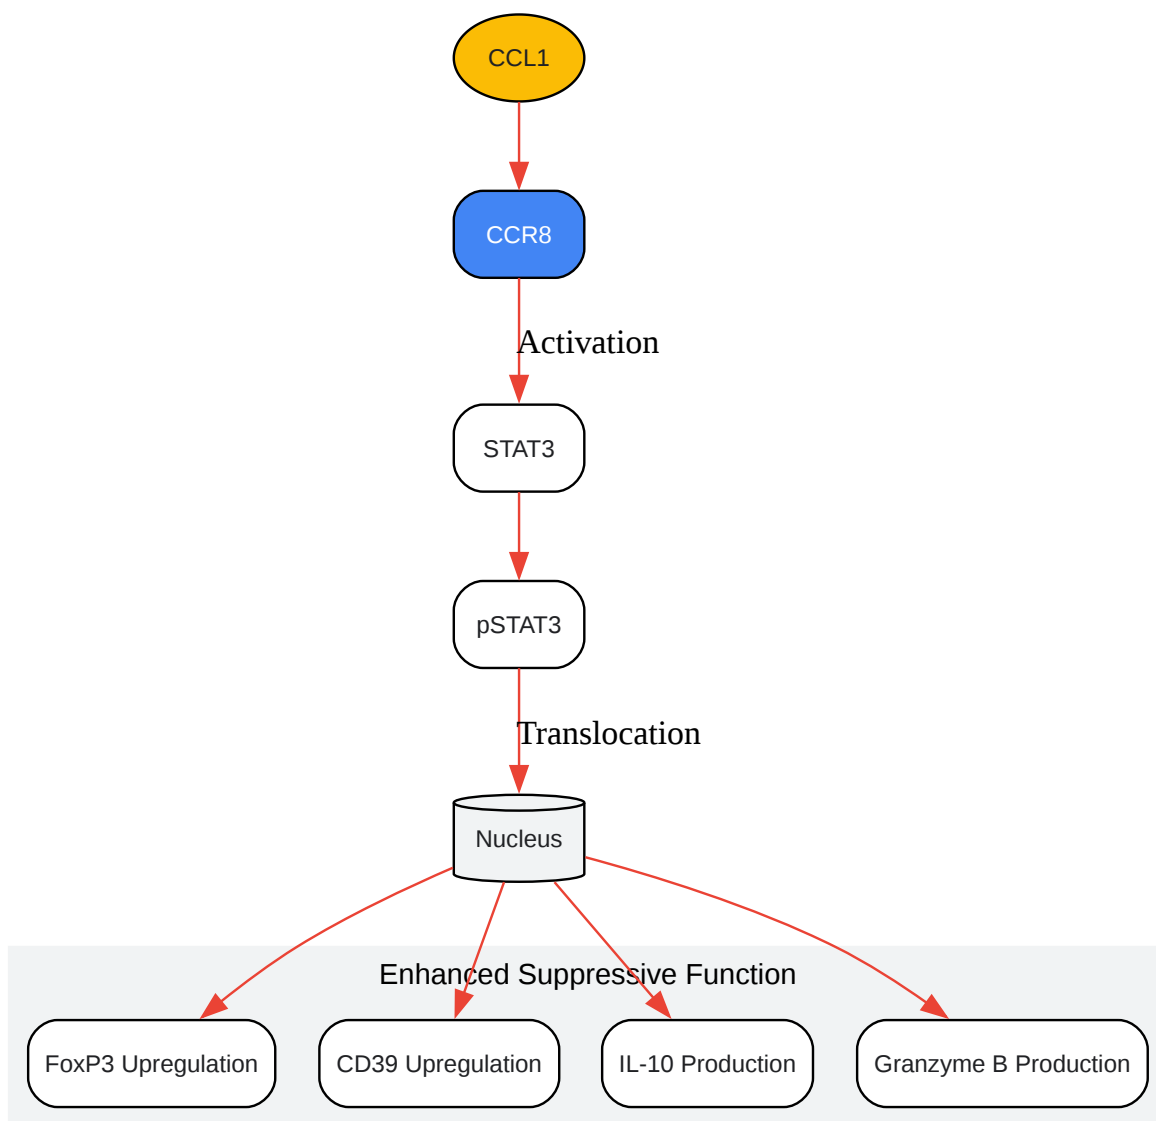 CCL1
CCR8
Activation
STAT3
pSTAT3
Translocation
Nucleus
Enhanced Suppressive Function
FoxP3 Upregulation
CD39 Upregulation
IL-10 Production
Granzyme B Production